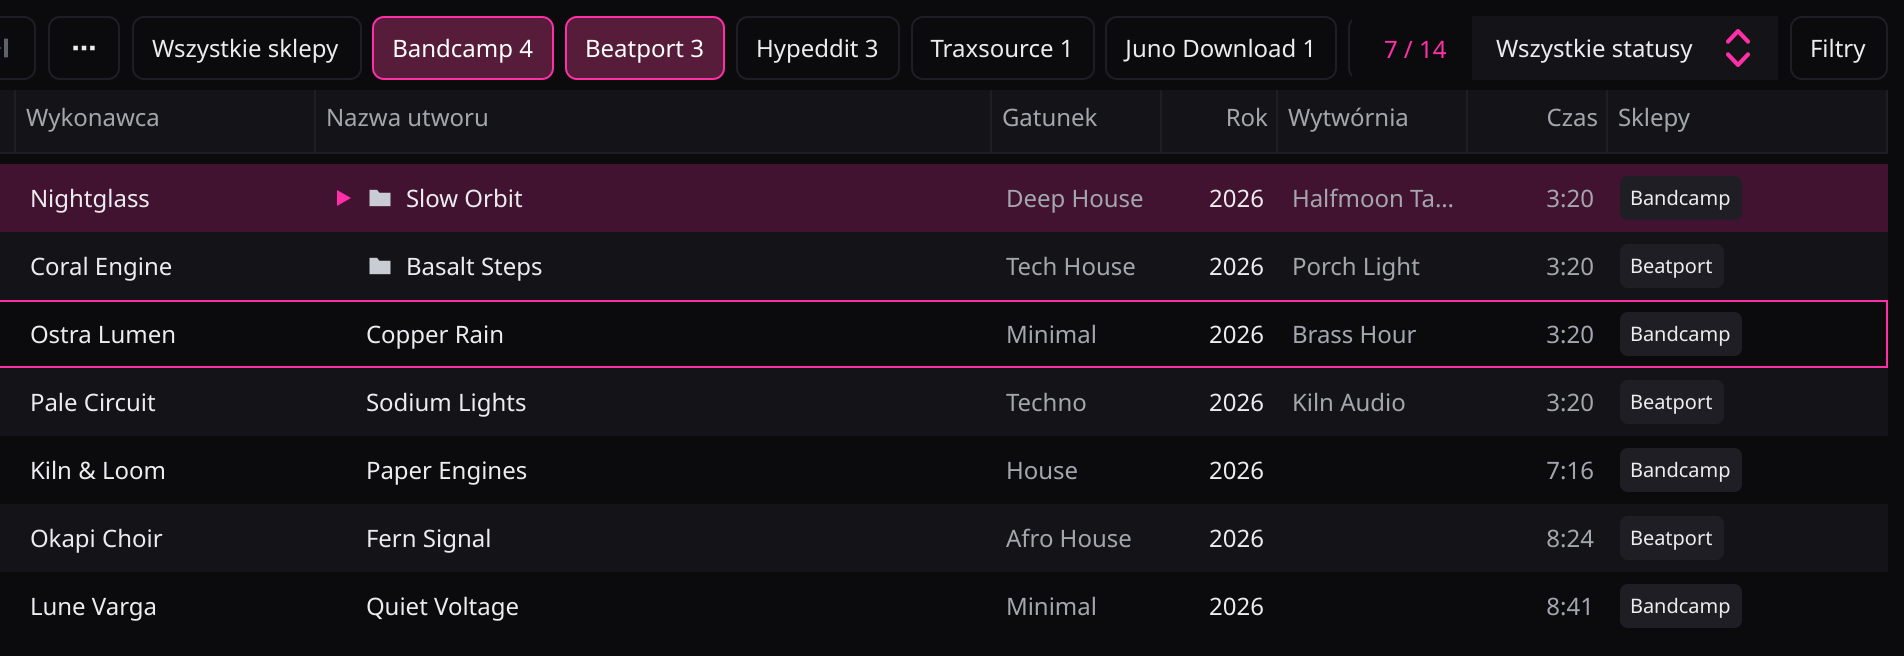 ... Wszystkie sklepy Bandcamp 4 Beatport 3 Hypeddit 3 Traxsource 1 Juno Download 1 7 / 14 Wszystkie statusy Filtry
Wykonawca Nazwa utworu Gatunek Rok Wytwórnia Czas Sklepy
Nightglass Slow Orbit Deep House 2026 Halfmoon Ta... 3:20 Bandcamp
Coral Engine Basalt Steps Tech House 2026 Porch Light 3:20 Beatport
Ostra Lumen Copper Rain Minimal 2026 Brass Hour 3:20 Bandcamp
Pale Circuit Sodium Lights Techno 2026 Kiln Audio 3:20 Beatport
Kiln & Loom Paper Engines House 2026 7:16 Bandcamp
Okapi Choir Fern Signal Afro House 2026 8:24 Beatport
Lune Varga Quiet Voltage Minimal 2026 8:41 Bandcamp